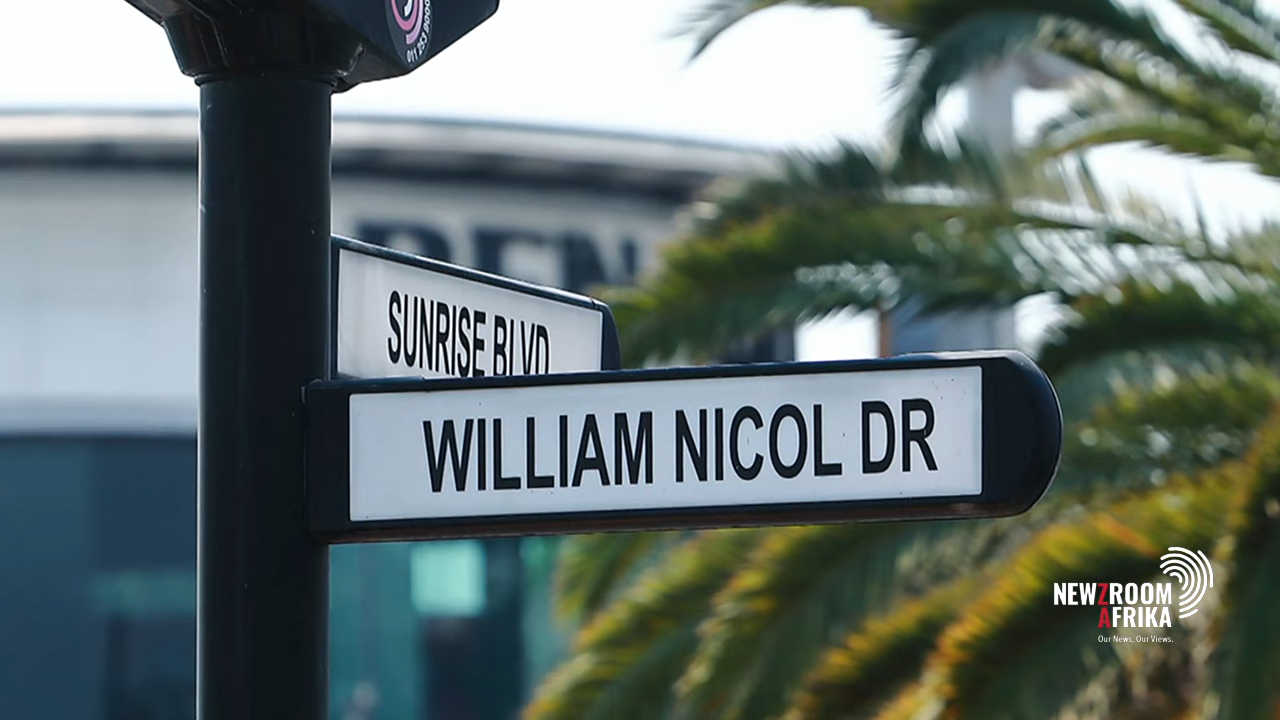 SUNRISE BLVD
WILLIAM NICOL DR
NEWZROOM
AFRIKA
Our News, Our Views.